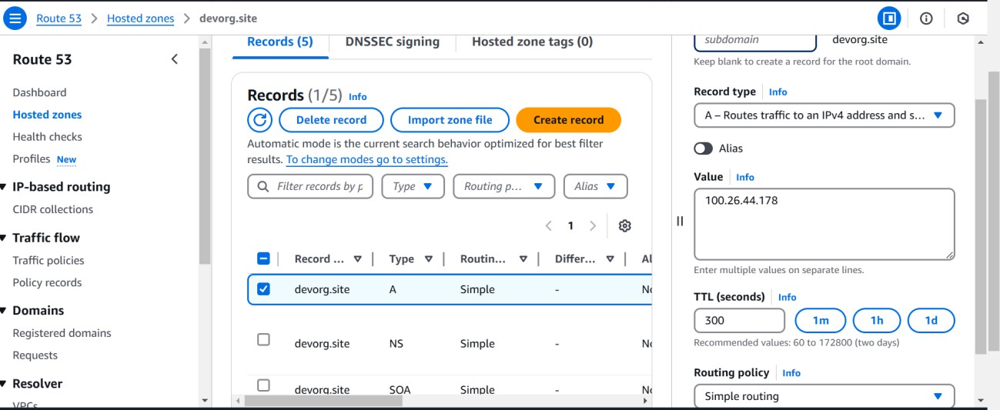 Route 53 > Hosted zones > devorg.site
Route 53
Dashboard
Hosted zones
Health checks
Profiles New
IP-based routing
CIDR collections
Traffic flow
Traffic policies
Policy records
Domains
Registered domains
Requests
Resolver
VPCs
Records (5) DNSSEC signing Hosted zone tags (0)
Records (1/5) Info
Delete record Import zone file Create record
Automatic mode is the current search behavior optimized for best filter
results. To change modes go to settings.
Filter records by p Type Routing p... Alias
1
Record ... Type Routin... Differ... Al
devorg.site A Simple - No
devorg.site NS Simple - No
devorg.site SOA Simple - No
subdomain devorg.site
Keep blank to create a record for the root domain.
Record type Info
A – Routes traffic to an IPv4 address and s...
Alias
Value Info
100.26.44.178
Enter multiple values on separate lines.
TTL (seconds) Info
300 1m 1h 1d
Recommended values: 60 to 172800 (two days)
Routing policy Info
Simple routing